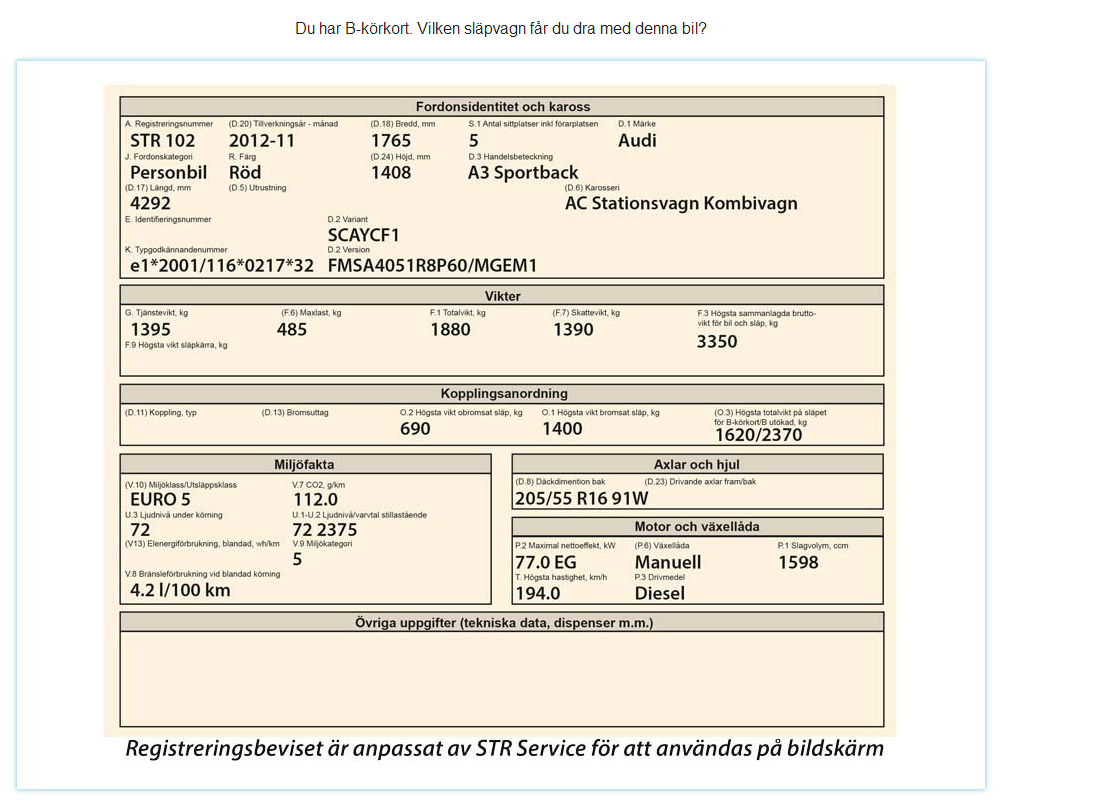 Du har B-körkort. Vilken släpvagn får du dra med denna bil?
Fordonsidentitet och kaross
A. Registreringsnummer (D.20) Tillverkningsår - månad (D.18) Bredd, mm S.1 Antal sittplatser inkl förarplatsen D.1 Märke
STR 102 2012-11 1765 5 Audi
J. Fordonskategori R. Färg (D.24) Höjd, mm D.3 Handelsbeteckning
Personbil Röd 1408 A3 Sportback
(D.17) Längd, mm (D.5) Utrustning (D.6) Karosseri
4292 AC Stationsvagn Kombivagn
E. Identifieringsnummer D.2 Variant
SCAYCF1
K. Typgodkännandenummer D.2 Version
e1*2001/116*0217*32 FMSA4051R8P60/MGEM1
Vikter
G. Tjänstevikt, kg (F.6) Maxlast, kg F.1 Totalvikt, kg (F.7) Skattevikt, kg F.3 Högsta sammanlagda brutto-
vikt för bil och släp, kg
1395 485 1880 1390 3350
F.9 Högsta vikt släpkärra, kg
Kopplingsanordning
(D.11) Koppling, typ (D.13) Bromsuttag O.2 Högsta vikt obromsat släp, kg O.1 Högsta vikt bromsat släp, kg (O.3) Högsta totalvikt på släpet
för B-körkort/B utökad, kg
690 1400 1620/2370
Miljöfakta
(V.10) Miljöklass/Utsläppsklass V.7 CO2, g/km
EURO 5 112.0
U.3 Ljudnivå under körning U.1-U.2 Ljudnivå/varvtal stillastående
72 72 2375
(V13) Elenergiförbrukning, blandad, wh/km V.9 Miljökategori
5
V.8 Bränsleförbrukning vid blandad körning
4.2 l/100 km
Axlar och hjul
(D.8) Däckdimention bak (D.23) Drivande axlar fram/bak
205/55 R16 91W
Motor och växellåda
P.2 Maximal nettoeffekt, kW (P.6) Växellåda P.1 Slagvolym, ccm
77.0 EG Manuell 1598
T. Högsta hastighet, km/h P.3 Drivmedel
194.0 Diesel
Övriga uppgifter (tekniska data, dispenser m.m.)
Registreringsbeviset är anpassat av STR Service för att användas på bildskärm